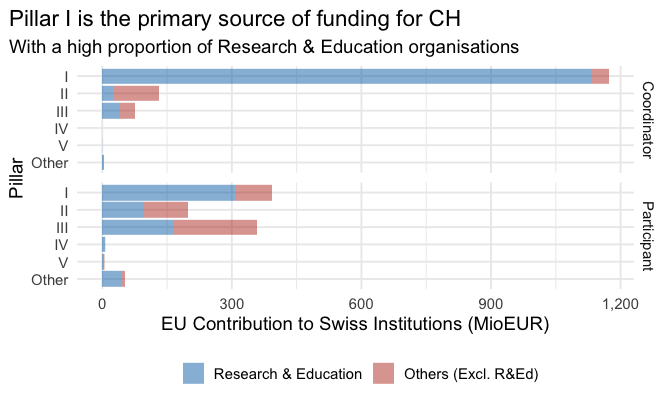 Pillar I is the primary source of funding for CH
With a high proportion of Research & Education organisations
Pillar
I
II
III
IV
V
Other
Coordinator
I
II
III
IV
V
Other
Participant
0 300 600 900 1,200
EU Contribution to Swiss Institutions (MioEUR)
Research & Education Others (Excl. R&Ed)